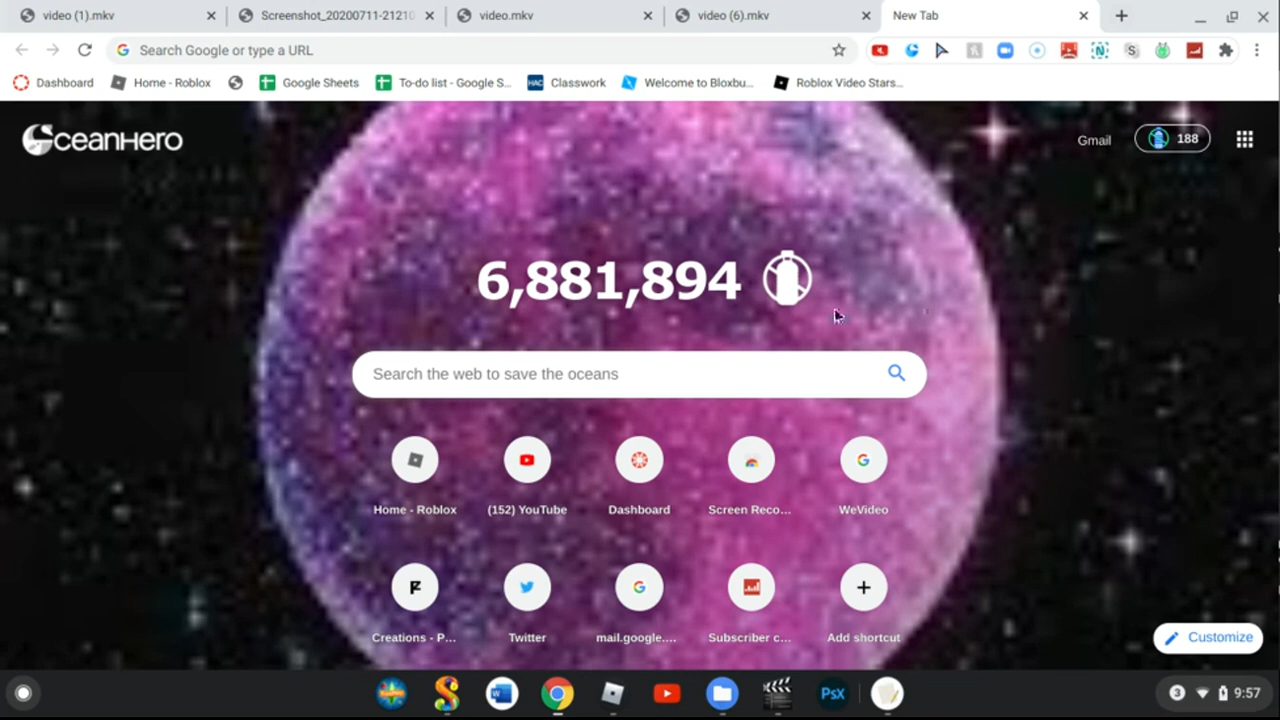 video (1).mkv
Screenshot_20200711-21210
video.mkv
video (6).mkv
New Tab
Search Google or type a URL
Dashboard
Home - Roblox
Google Sheets
To-do list - Google S...
HAC
Classwork
Welcome to Bloxbu...
Roblox Video Stars...
OceanHero
Gmail
188
6,881,894
Search the web to save the oceans
Home - Roblox
(152) YouTube
Dashboard
Screen Reco...
WeVideo
Creations - P...
Twitter
mail.google....
Subscriber c...
Add shortcut
Customize
PsX
3
9:57